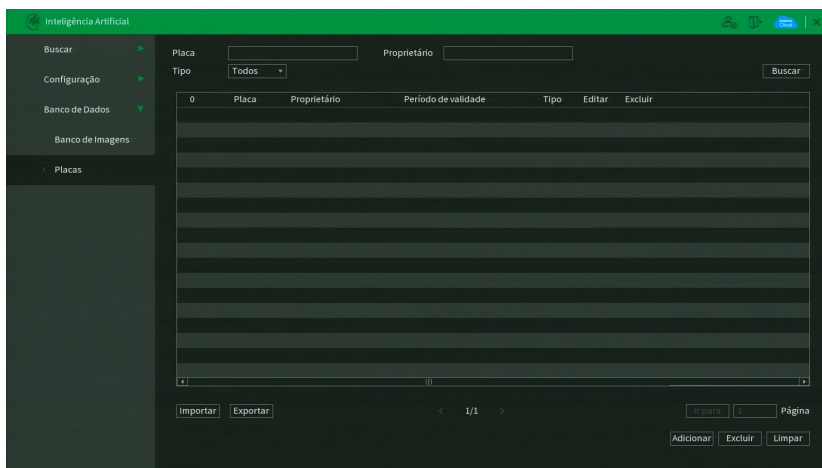 Inteligência Artificial
Buscar
Configuração
Banco de Dados
Banco de Imagens
Placas
Placa
Proprietário
Tipo
Todos
Buscar
0 Placa Proprietário Período de validade Tipo Editar Excluir
Importar Exportar 1/1 Ir para 1 Página
Adicionar Excluir Limpar